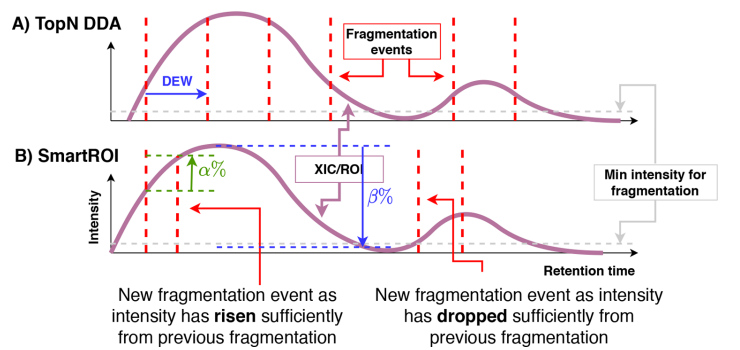 A) TopN DDA
Fragmentation
events
DEW
B) SmartROI
α%
XIC/ROI
β%
Min intensity for
fragmentation
Intensity
Retention time
New fragmentation event as
intensity has risen sufficiently
from previous fragmentation
New fragmentation event as intensity
has dropped sufficiently from
previous fragmentation